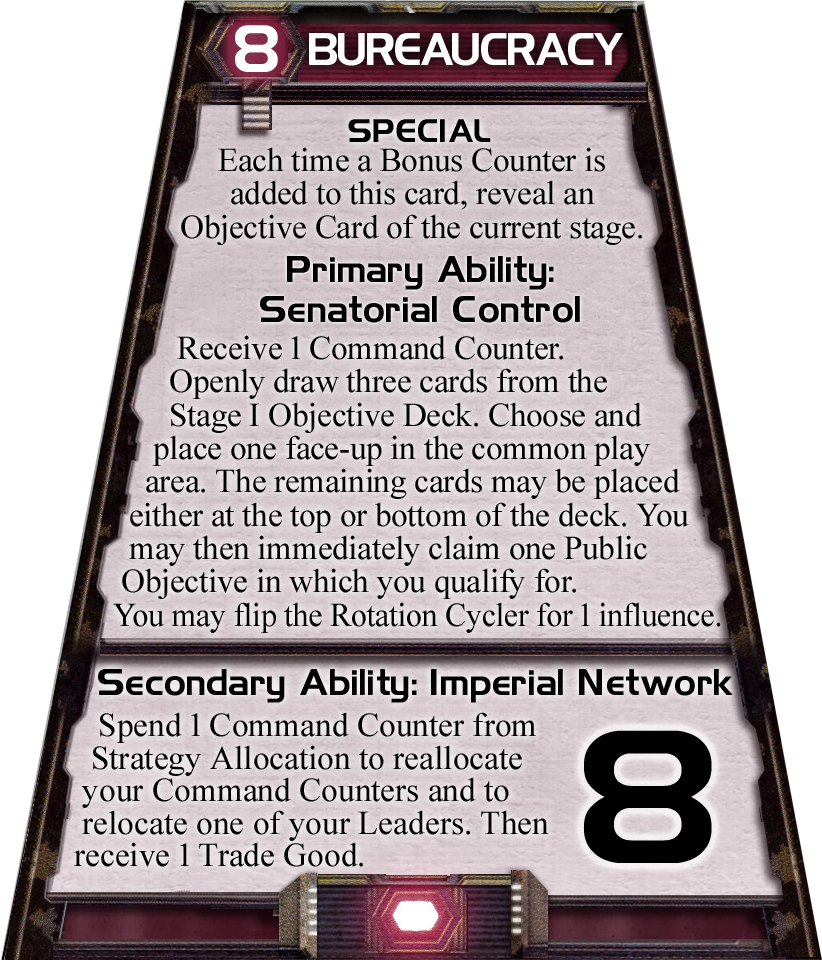 8 BUREAUCRACY
SPECIAL
Each time a Bonus Counter is
added to this card, reveal an
Objective Card of the current stage.
Primary Ability:
Senatorial Control
Receive 1 Command Counter.
Openly draw three cards from the
Stage I Objective Deck. Choose and
place one face-up in the common play
area. The remaining cards may be placed
either at the top or bottom of the deck. You
may then immediately claim one Public
Objective in which you qualify for.
You may flip the Rotation Cycler for 1 influence.
Secondary Ability: Imperial Network
Spend 1 Command Counter from
Strategy Allocation to reallocate
your Command Counters and to
relocate one of your Leaders. Then
receive 1 Trade Good.
8